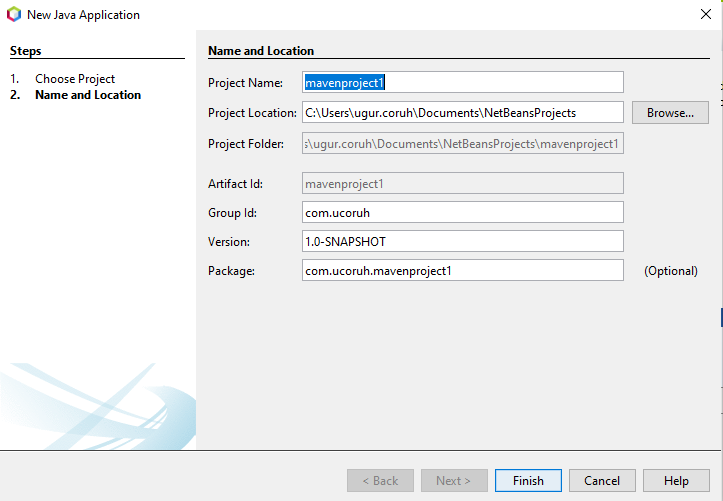 New Java Application
Steps
1. Choose Project
2. Name and Location
Name and Location
Project Name: mavenproject1
Project Location: C:\Users\ugur.coruh\Documents\NetBeansProjects Browse...
Project Folder: s\ugur.coruh\Documents\NetBeansProjects\mavenproject1
Artifact Id: mavenproject1
Group Id: com.ucoruh
Version: 1.0-SNAPSHOT
Package: com.ucoruh.mavenproject1 (Optional)
< Back Next > Finish Cancel Help